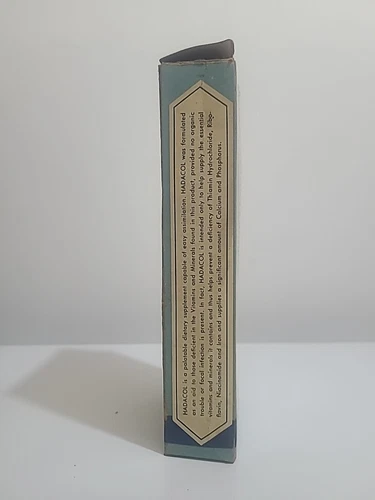 HADACOL is a palatable dietary supplement capable of easy assimilation. HADACOL was formulated
as an aid to those deficient in the Vitamins and Minerals found in this product, provided no organic
trouble or focal infection is present. In fact, HADACOL is intended only to help supply the essential
vitamins and minerals it contains and thus helps prevent a deficiency of Thiamin Hydrochloride, Ribo-
flavin, Niacinamide and Iron and supplies a significant amount of Calcium and Phosphorus.